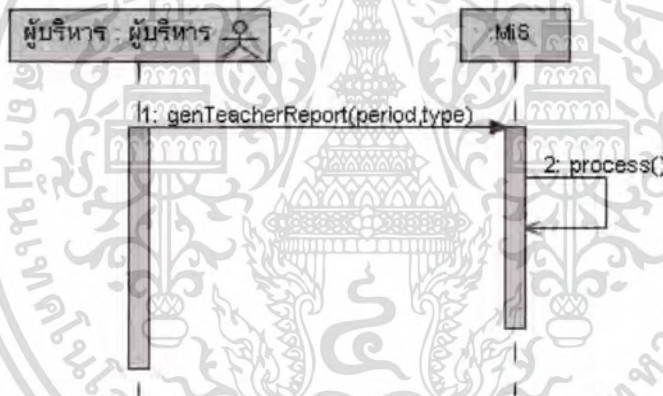 ผู้บริหาร : ผู้บริหาร
:MIS
1: genTeacherReport(period,type)
2: process()